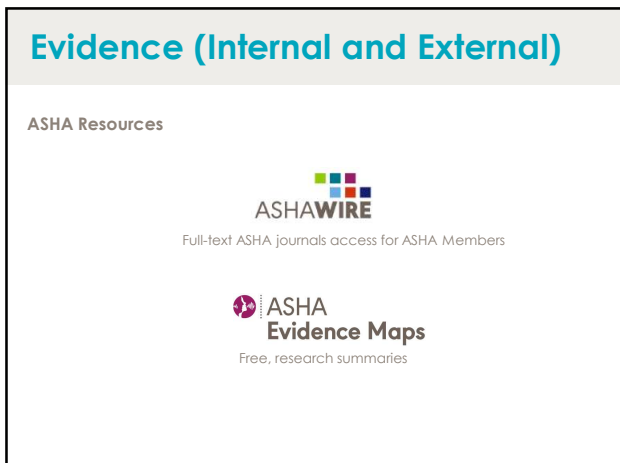 Evidence (Internal and External)
ASHA Resources
ASHAWIRE
Full-text ASHA journals access for ASHA Members
ASHA
Evidence Maps
Free, research summaries